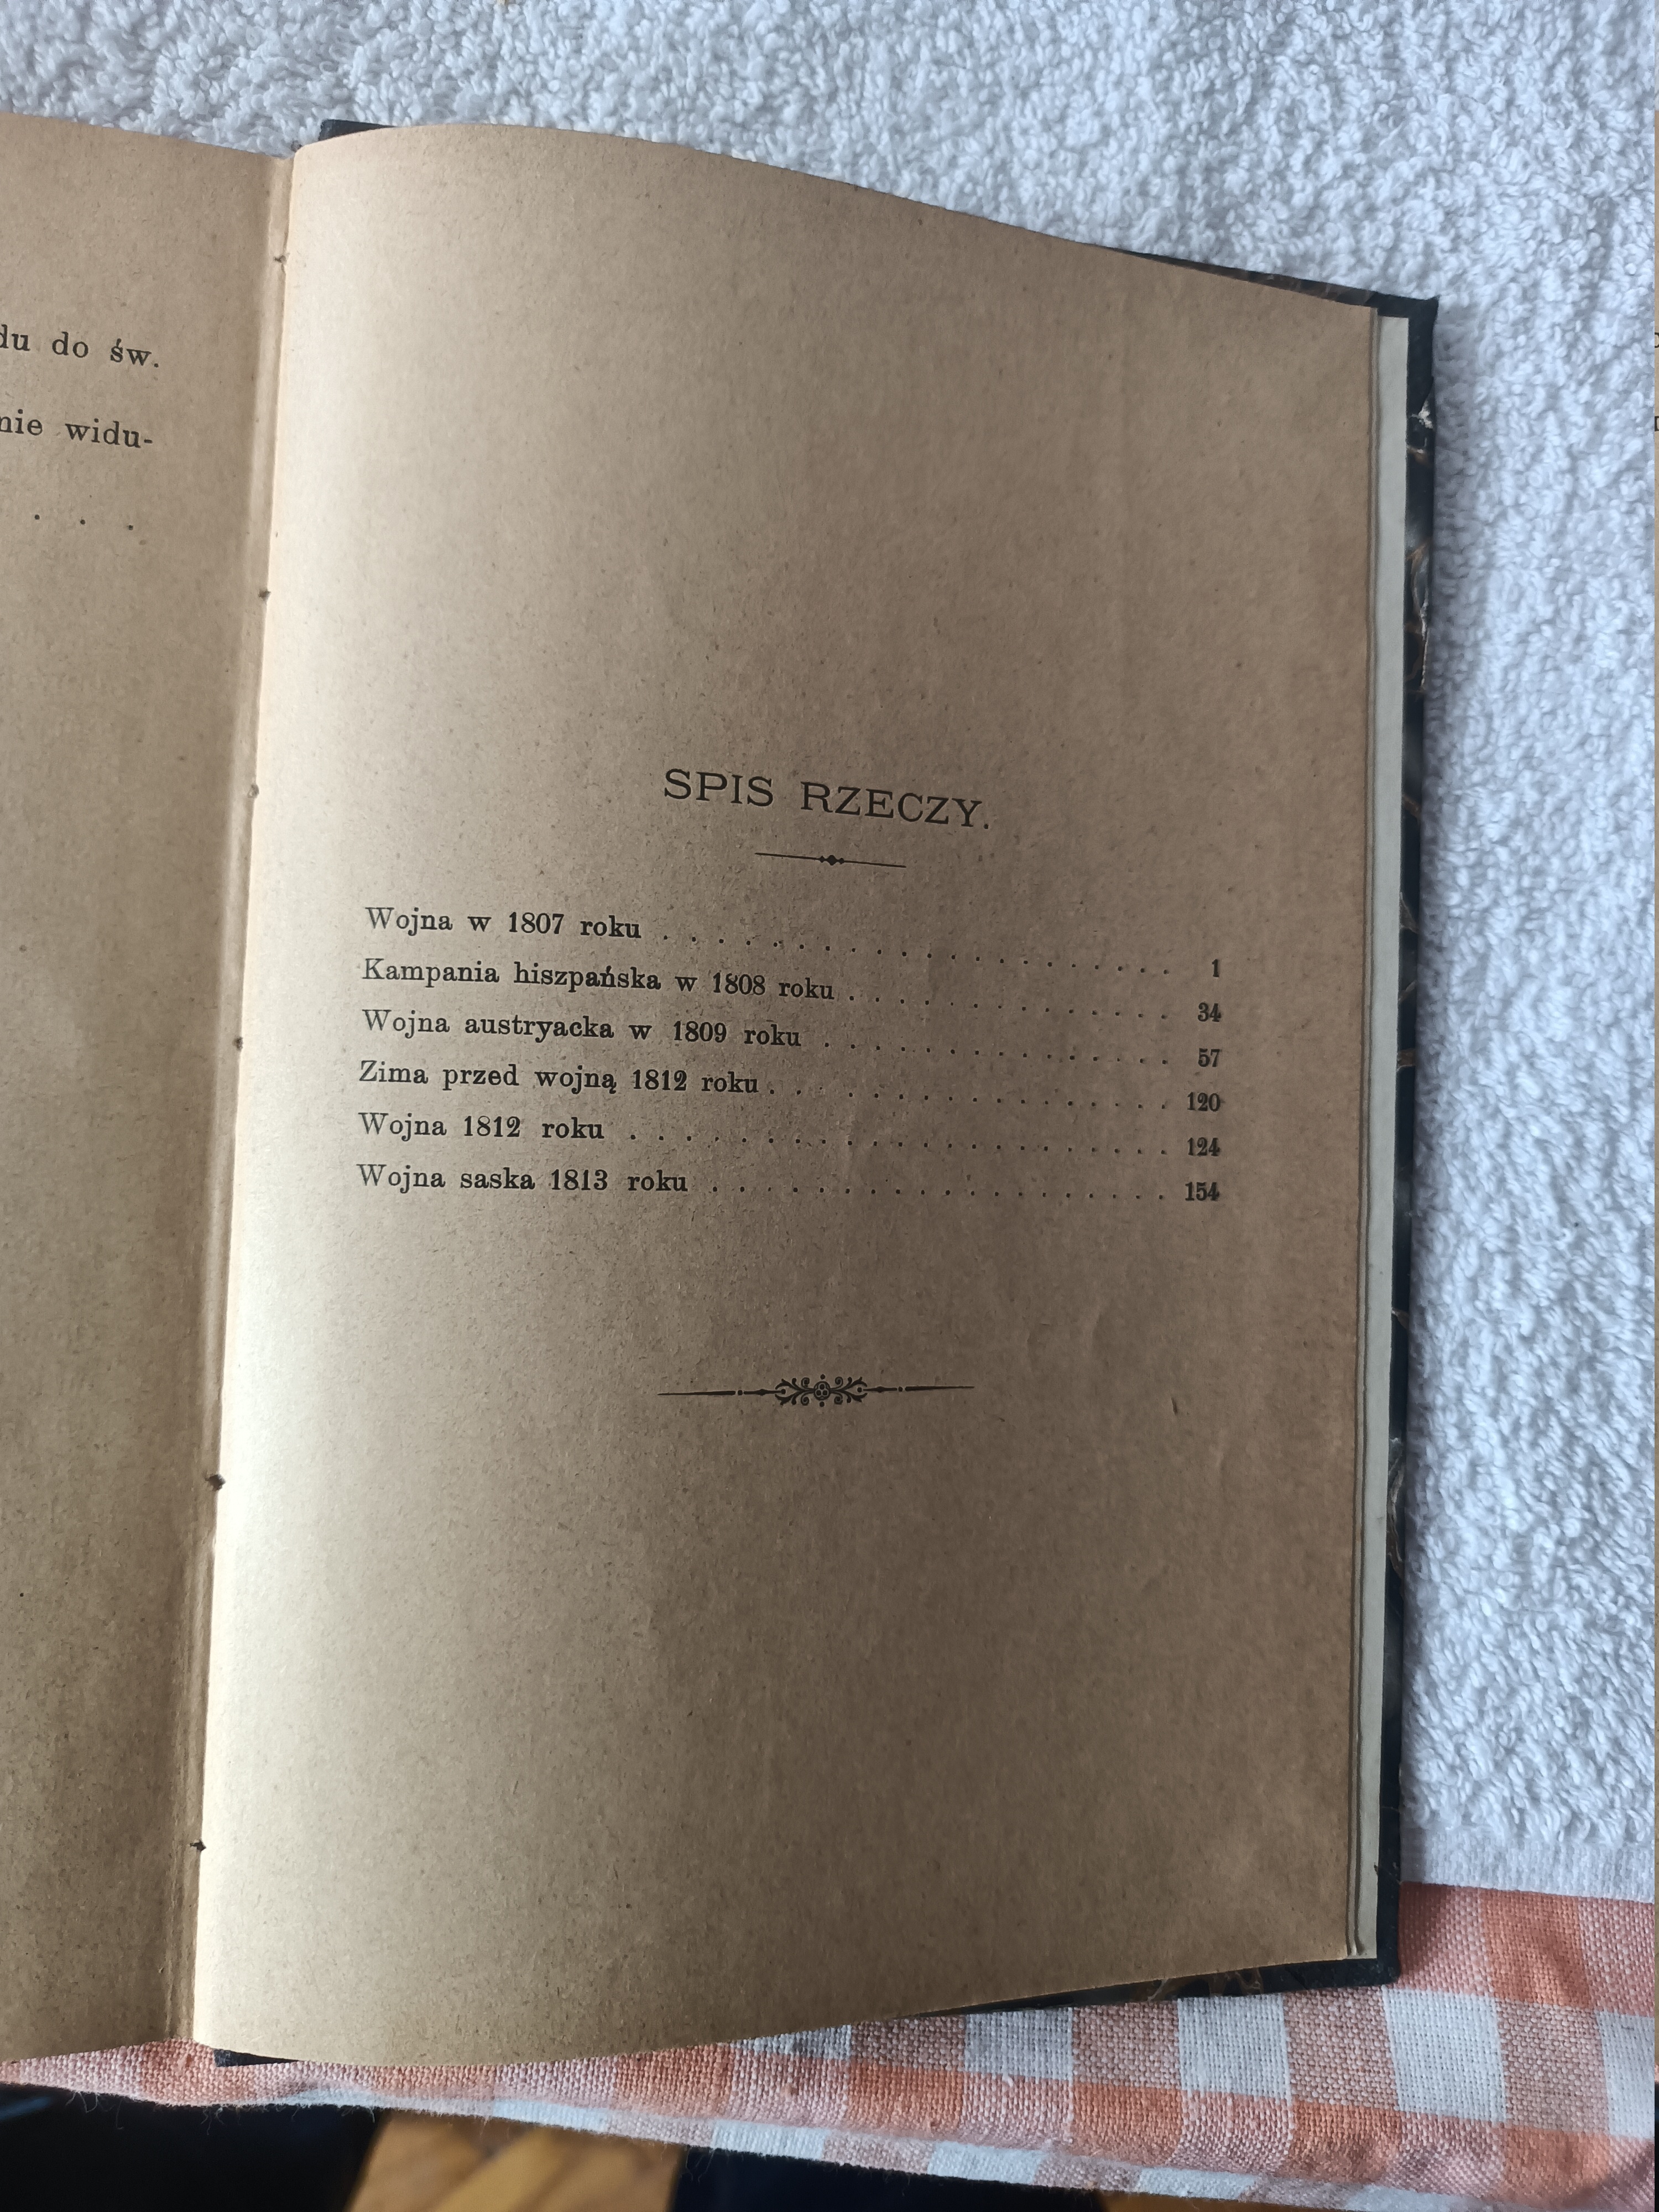 du do św.
nie widu-
. . .
SPIS RZECZY.
Wojna w 1807 roku . . . . . . . . . . . . . . . . . . . 1
Kampania hiszpańska w 1808 roku . . . . . . . . . . . . 34
Wojna austryacka w 1809 roku . . . . . . . . . . . . . 57
Zima przed wojną 1812 roku . . . . . . . . . . . . . . 120
Wojna 1812 roku . . . . . . . . . . . . . . . . . . . . 124
Wojna saska 1813 roku . . . . . . . . . . . . . . . . . 154